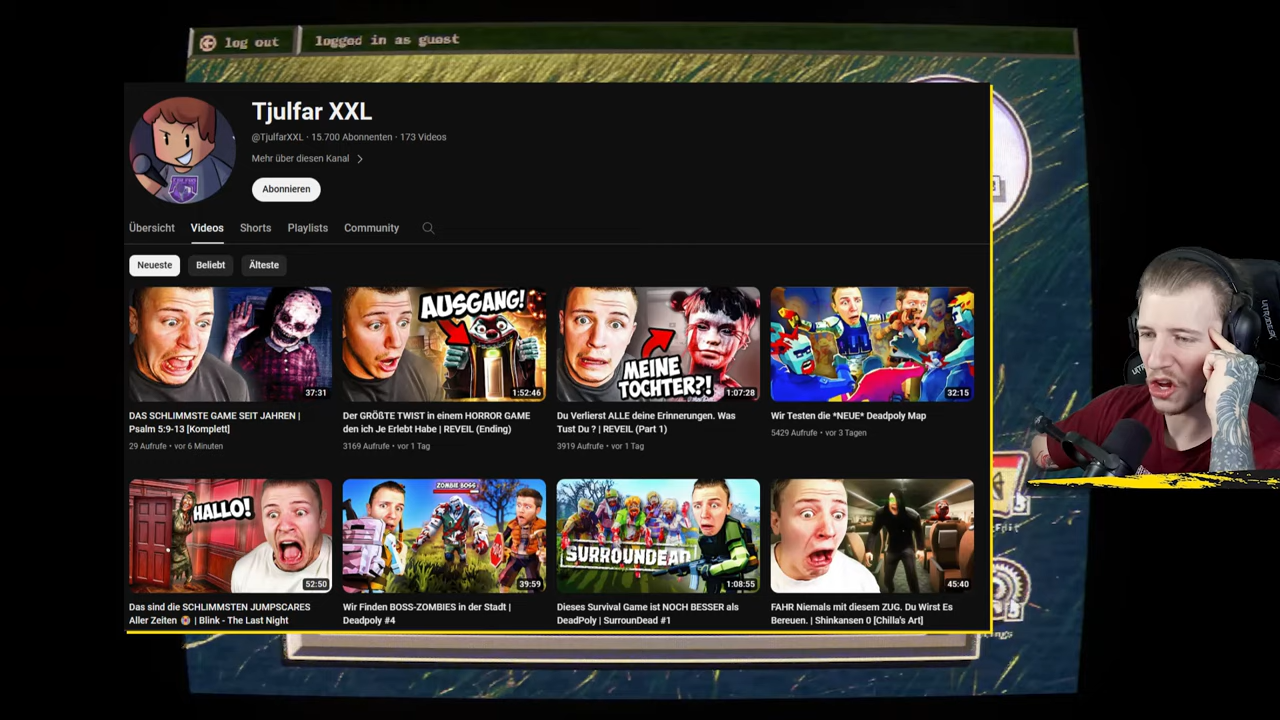 log out
logged in as guest
Tjulfar XXL
@TjulfarXXL · 15.700 Abonnenten · 173 Videos
Mehr über diesen Kanal
Abonnieren
Übersicht
Videos
Shorts
Playlists
Community
Neueste
Beliebt
Älteste
37:31
AUSGANG!
1:52:46
MEINE
TOCHTER?!
1:07:28
32:15
DAS SCHLIMMSTE GAME SEIT JAHREN |
Psalm 5:9-13 [Komplett]
29 Aufrufe · vor 6 Minuten
Der GRÖßTE TWIST in einem HORROR GAME
den ich Je Erlebt Habe | REVEIL (Ending)
3169 Aufrufe · vor 1 Tag
Du Verlierst ALLE deine Erinnerungen. Was
Tust Du ? | REVEIL (Part 1)
3919 Aufrufe · vor 1 Tag
Wir Testen die *NEUE* Deadpoly Map
5429 Aufrufe · vor 3 Tagen
HALLO!
52:50
ZOMBIE BOSS
39:59
SURROUNDEAD
1:08:55
45:40
Das sind die SCHLIMMSTEN JUMPSCARES
Aller Zeiten | Blink - The Last Night
Wir Finden BOSS-ZOMBIES in der Stadt |
Deadpoly #4
Dieses Survival Game ist NOCH BESSER als
DeadPoly | SurrounDead #1
FAHR Niemals mit diesem ZUG. Du Wirst Es
Bereuen. | Shinkansen 0 [Chilla's Art]